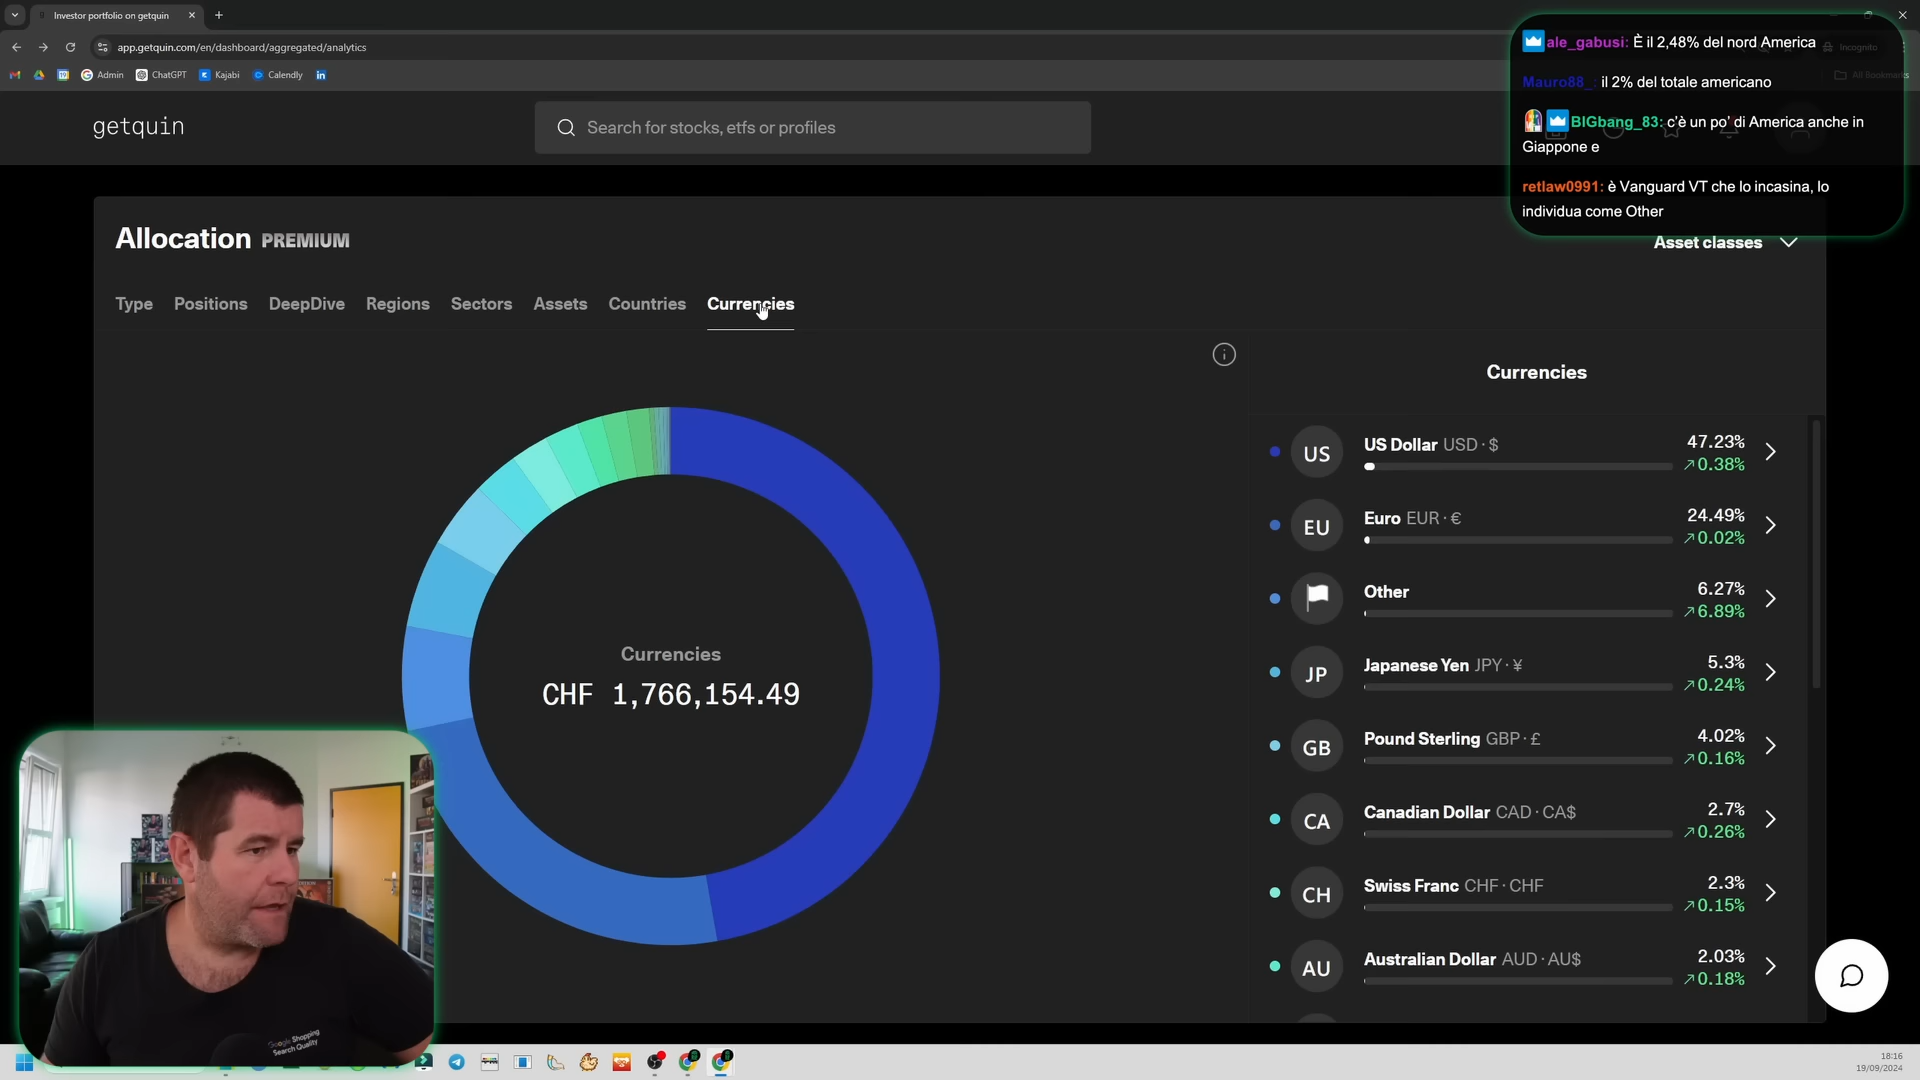 Investor portfolio on getquin
app.getquin.com/en/dashboard/aggregated/analytics
Incognito
Admin
ChatGPT
Kajabi
Calendly
All Bookmarks
getquin
Search for stocks, etfs or profiles
ale_gabusi: È il 2,48% del nord America
Mauro88_: il 2% del totale americano
BIGbang_83: c'è un po' di America anche in
Giappone e
retlaw0991: è Vanguard VT che lo incasina, lo
individua come Other
Allocation PREMIUM
Asset classes
Type Positions DeepDive Regions Sectors Assets Countries Currencies
Currencies
CHF 1,766,154.49
Currencies
US US Dollar USD · $ 47.23%
0.38%
EU Euro EUR · € 24.49%
0.02%
Other 6.27%
6.89%
JP Japanese Yen JPY · ¥ 5.3%
0.24%
GB Pound Sterling GBP · £ 4.02%
0.16%
CA Canadian Dollar CAD · CA$ 2.7%
0.26%
CH Swiss Franc CHF · CHF 2.3%
0.15%
AU Australian Dollar AUD · AU$ 2.03%
0.18%
Google Shopping
Search Quality
18:16
19/09/2024